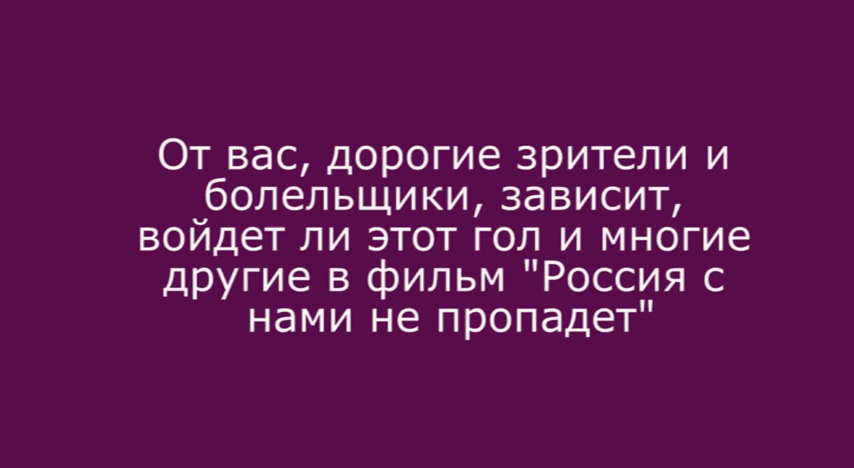 От вас, дорогие зрители и
болельщики, зависит,
войдет ли этот гол и многие
другие в фильм "Россия с
нами не пропадет"